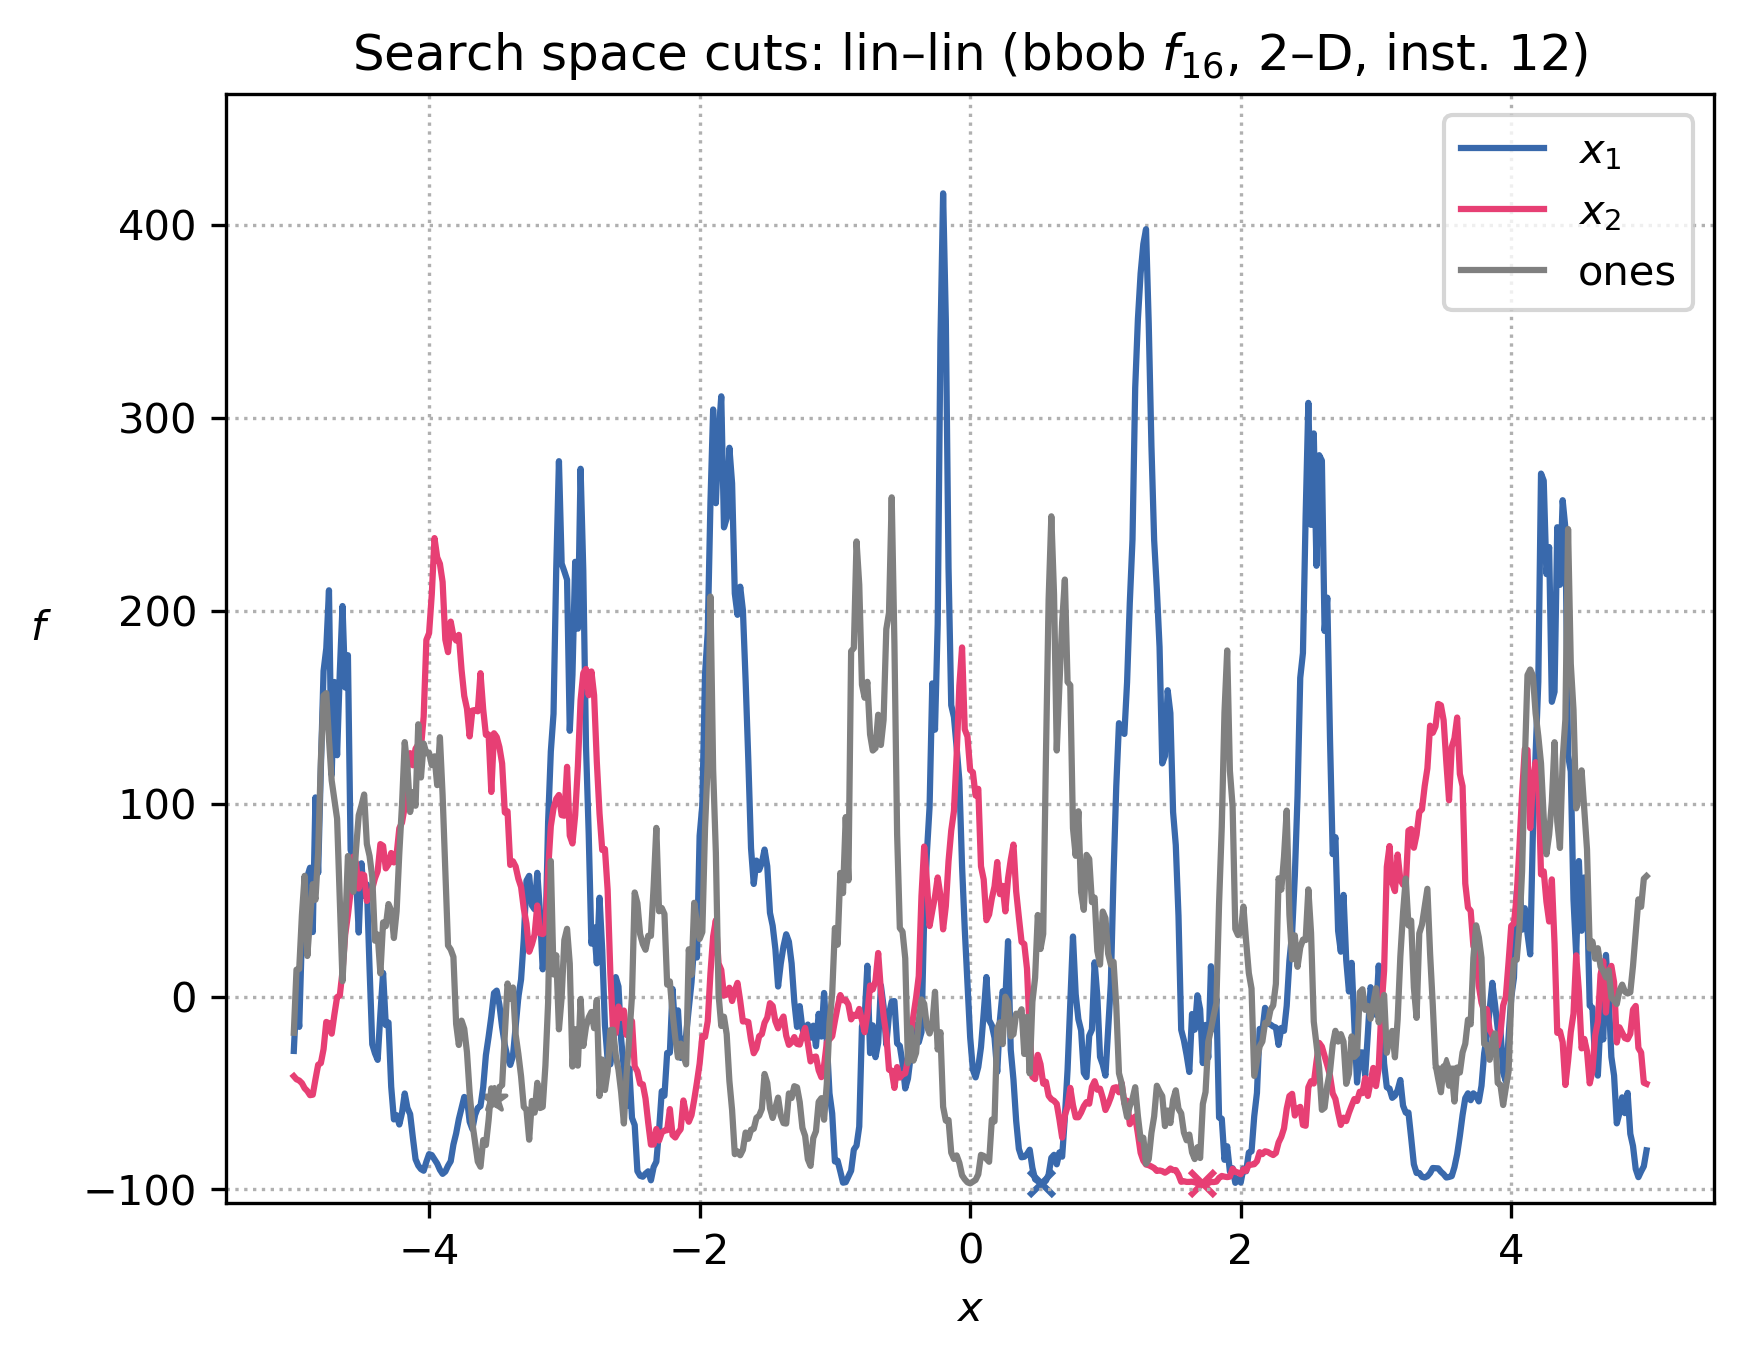 Search space cuts: lin–lin (bbob f₁₆, 2–D, inst. 12)
x₁
x₂
ones
400
300
200
100
0
−100
f
−4
−2
0
2
4
x